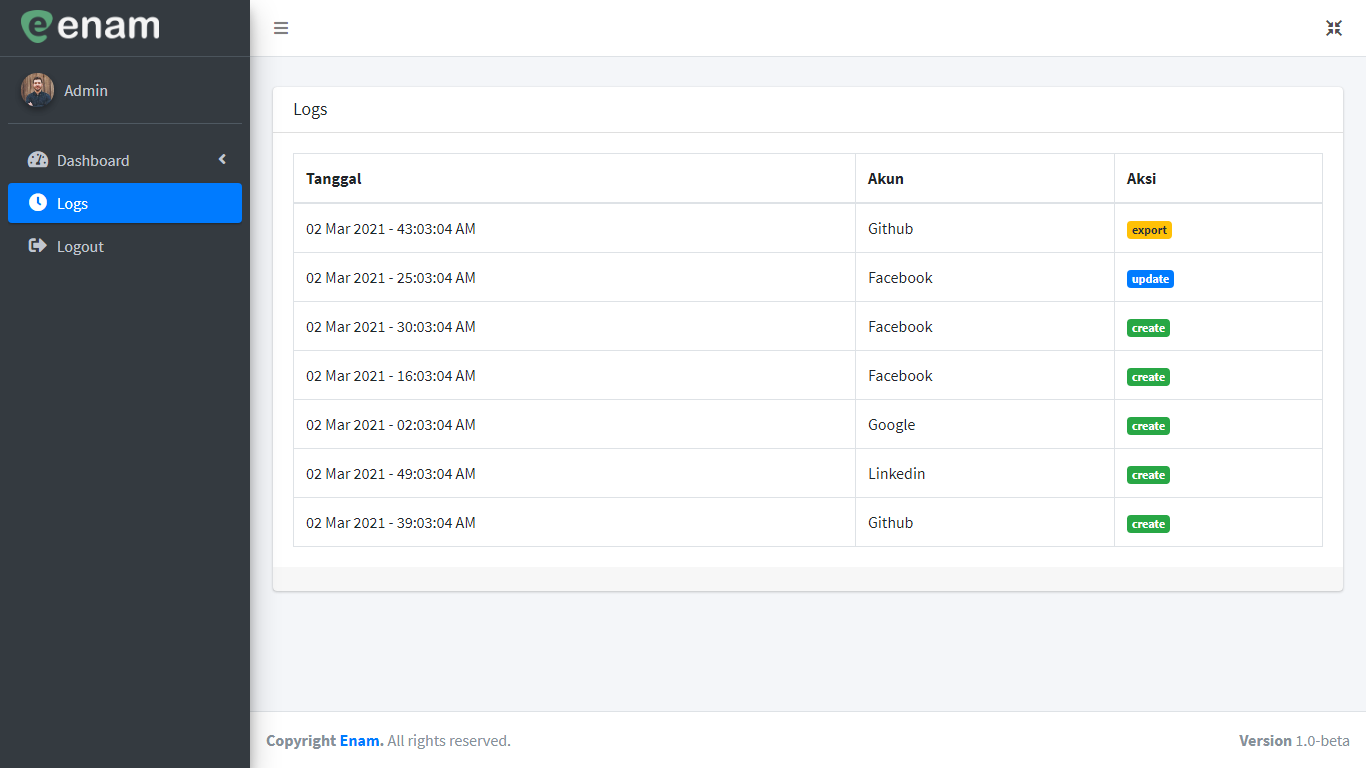 enam
Admin
Dashboard
Logs
Logout
Logs
Tanggal Akun Aksi
02 Mar 2021 - 43:03:04 AM Github export
02 Mar 2021 - 25:03:04 AM Facebook update
02 Mar 2021 - 30:03:04 AM Facebook create
02 Mar 2021 - 16:03:04 AM Facebook create
02 Mar 2021 - 02:03:04 AM Google create
02 Mar 2021 - 49:03:04 AM Linkedin create
02 Mar 2021 - 39:03:04 AM Github create
Copyright Enam. All rights reserved. Version 1.0-beta